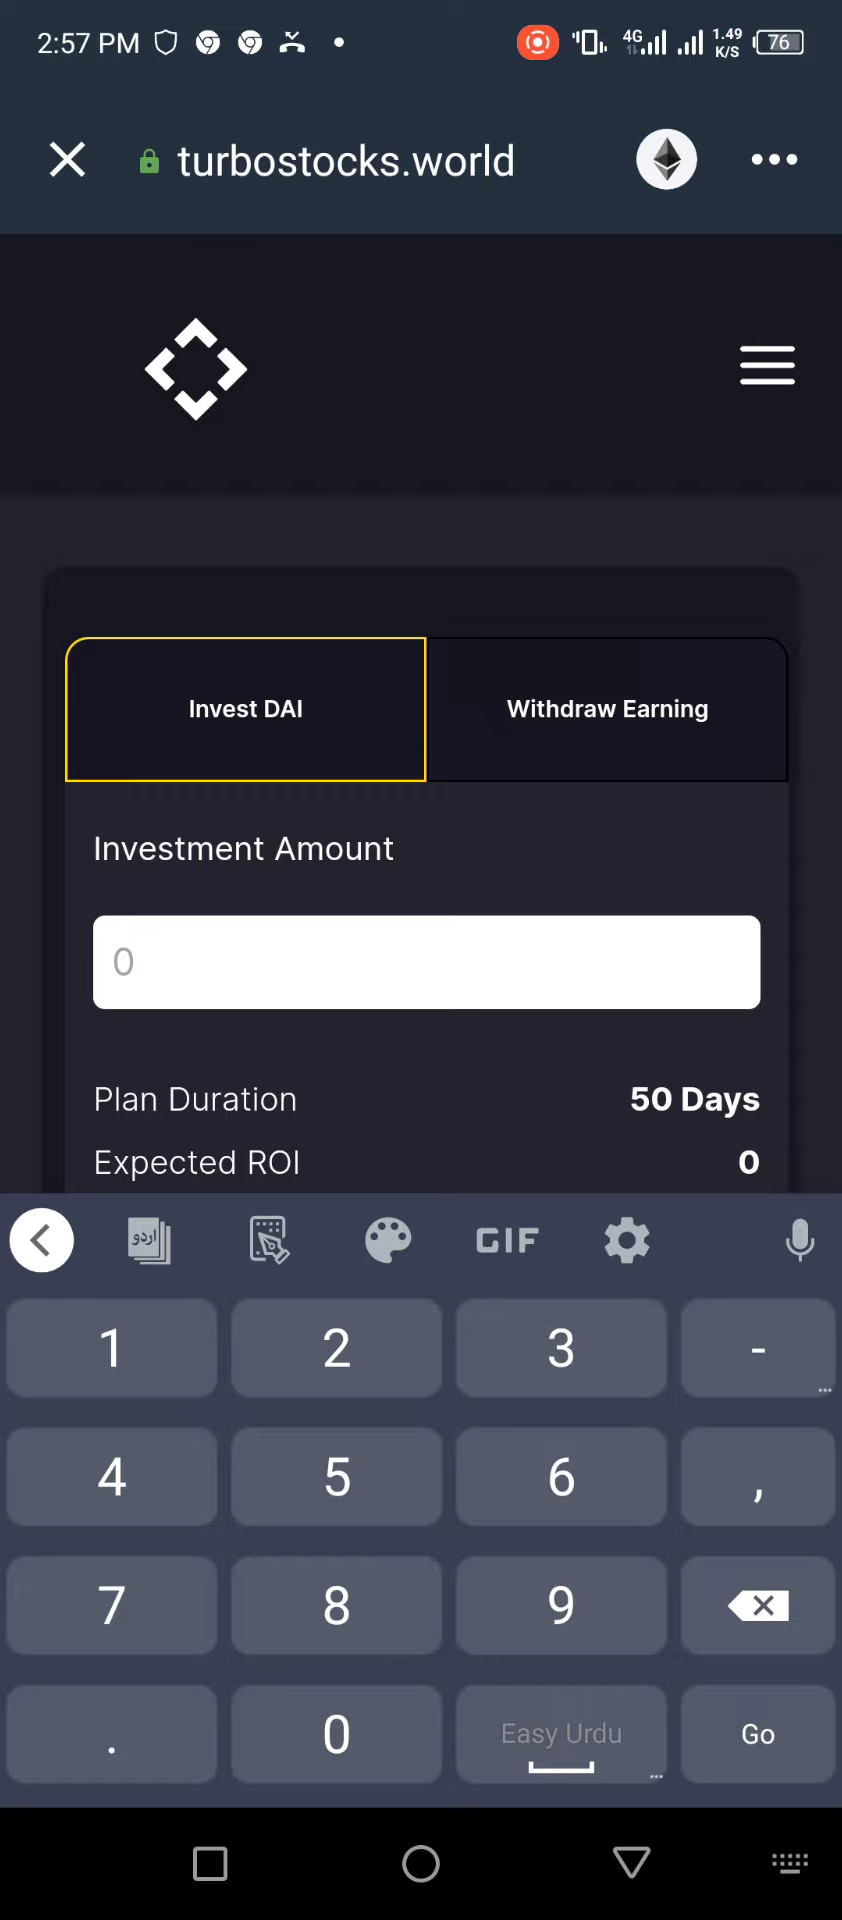 2:57 PM 4G 1.49 K/S 76
turbostocks.world
Invest DAI Withdraw Earning
Investment Amount
0
Plan Duration 50 Days
Expected ROI 0
اردو GIF
1 2 3 -
4 5 6 ,
7 8 9
. 0 Easy Urdu Go